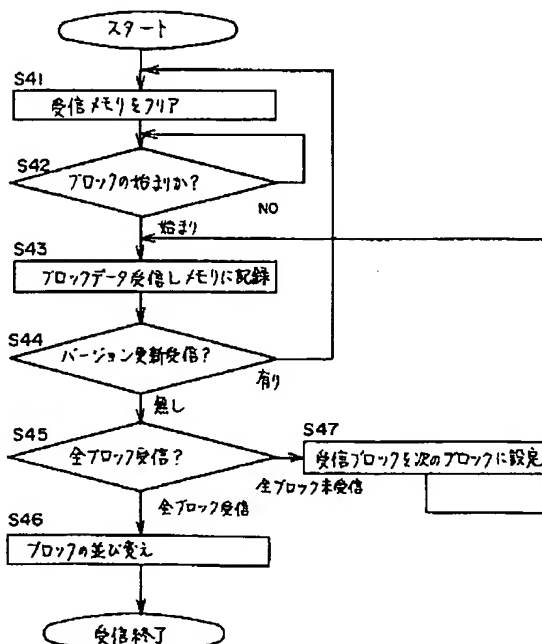 スタート
S41
受信メモリをクリア
S42
ブロックの始まりか?
NO
始まり
S43
ブロックデータ受信しメモリに記録
S44
バージョン更新受信?
有り
無し
S45
全ブロック受信?
S47
受信ブロックを次のブロックに設定
全ブロック未受信
全ブロック受信
S46
ブロックの並び変え
受信終了